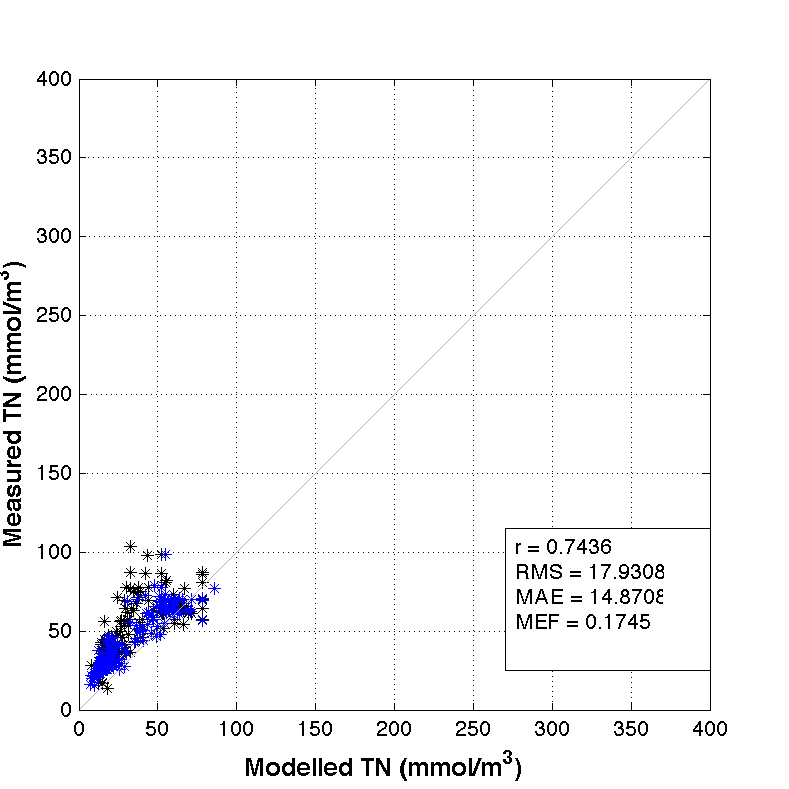 400
350
300
250
200
150
100
50
0
Measured TN (mmol/m³)
r = 0.7436
RMS = 17.9308
MAE = 14.8708
MEF = 0.1745
0 50 100 150 200 250 300 350 400
Modelled TN (mmol/m³)